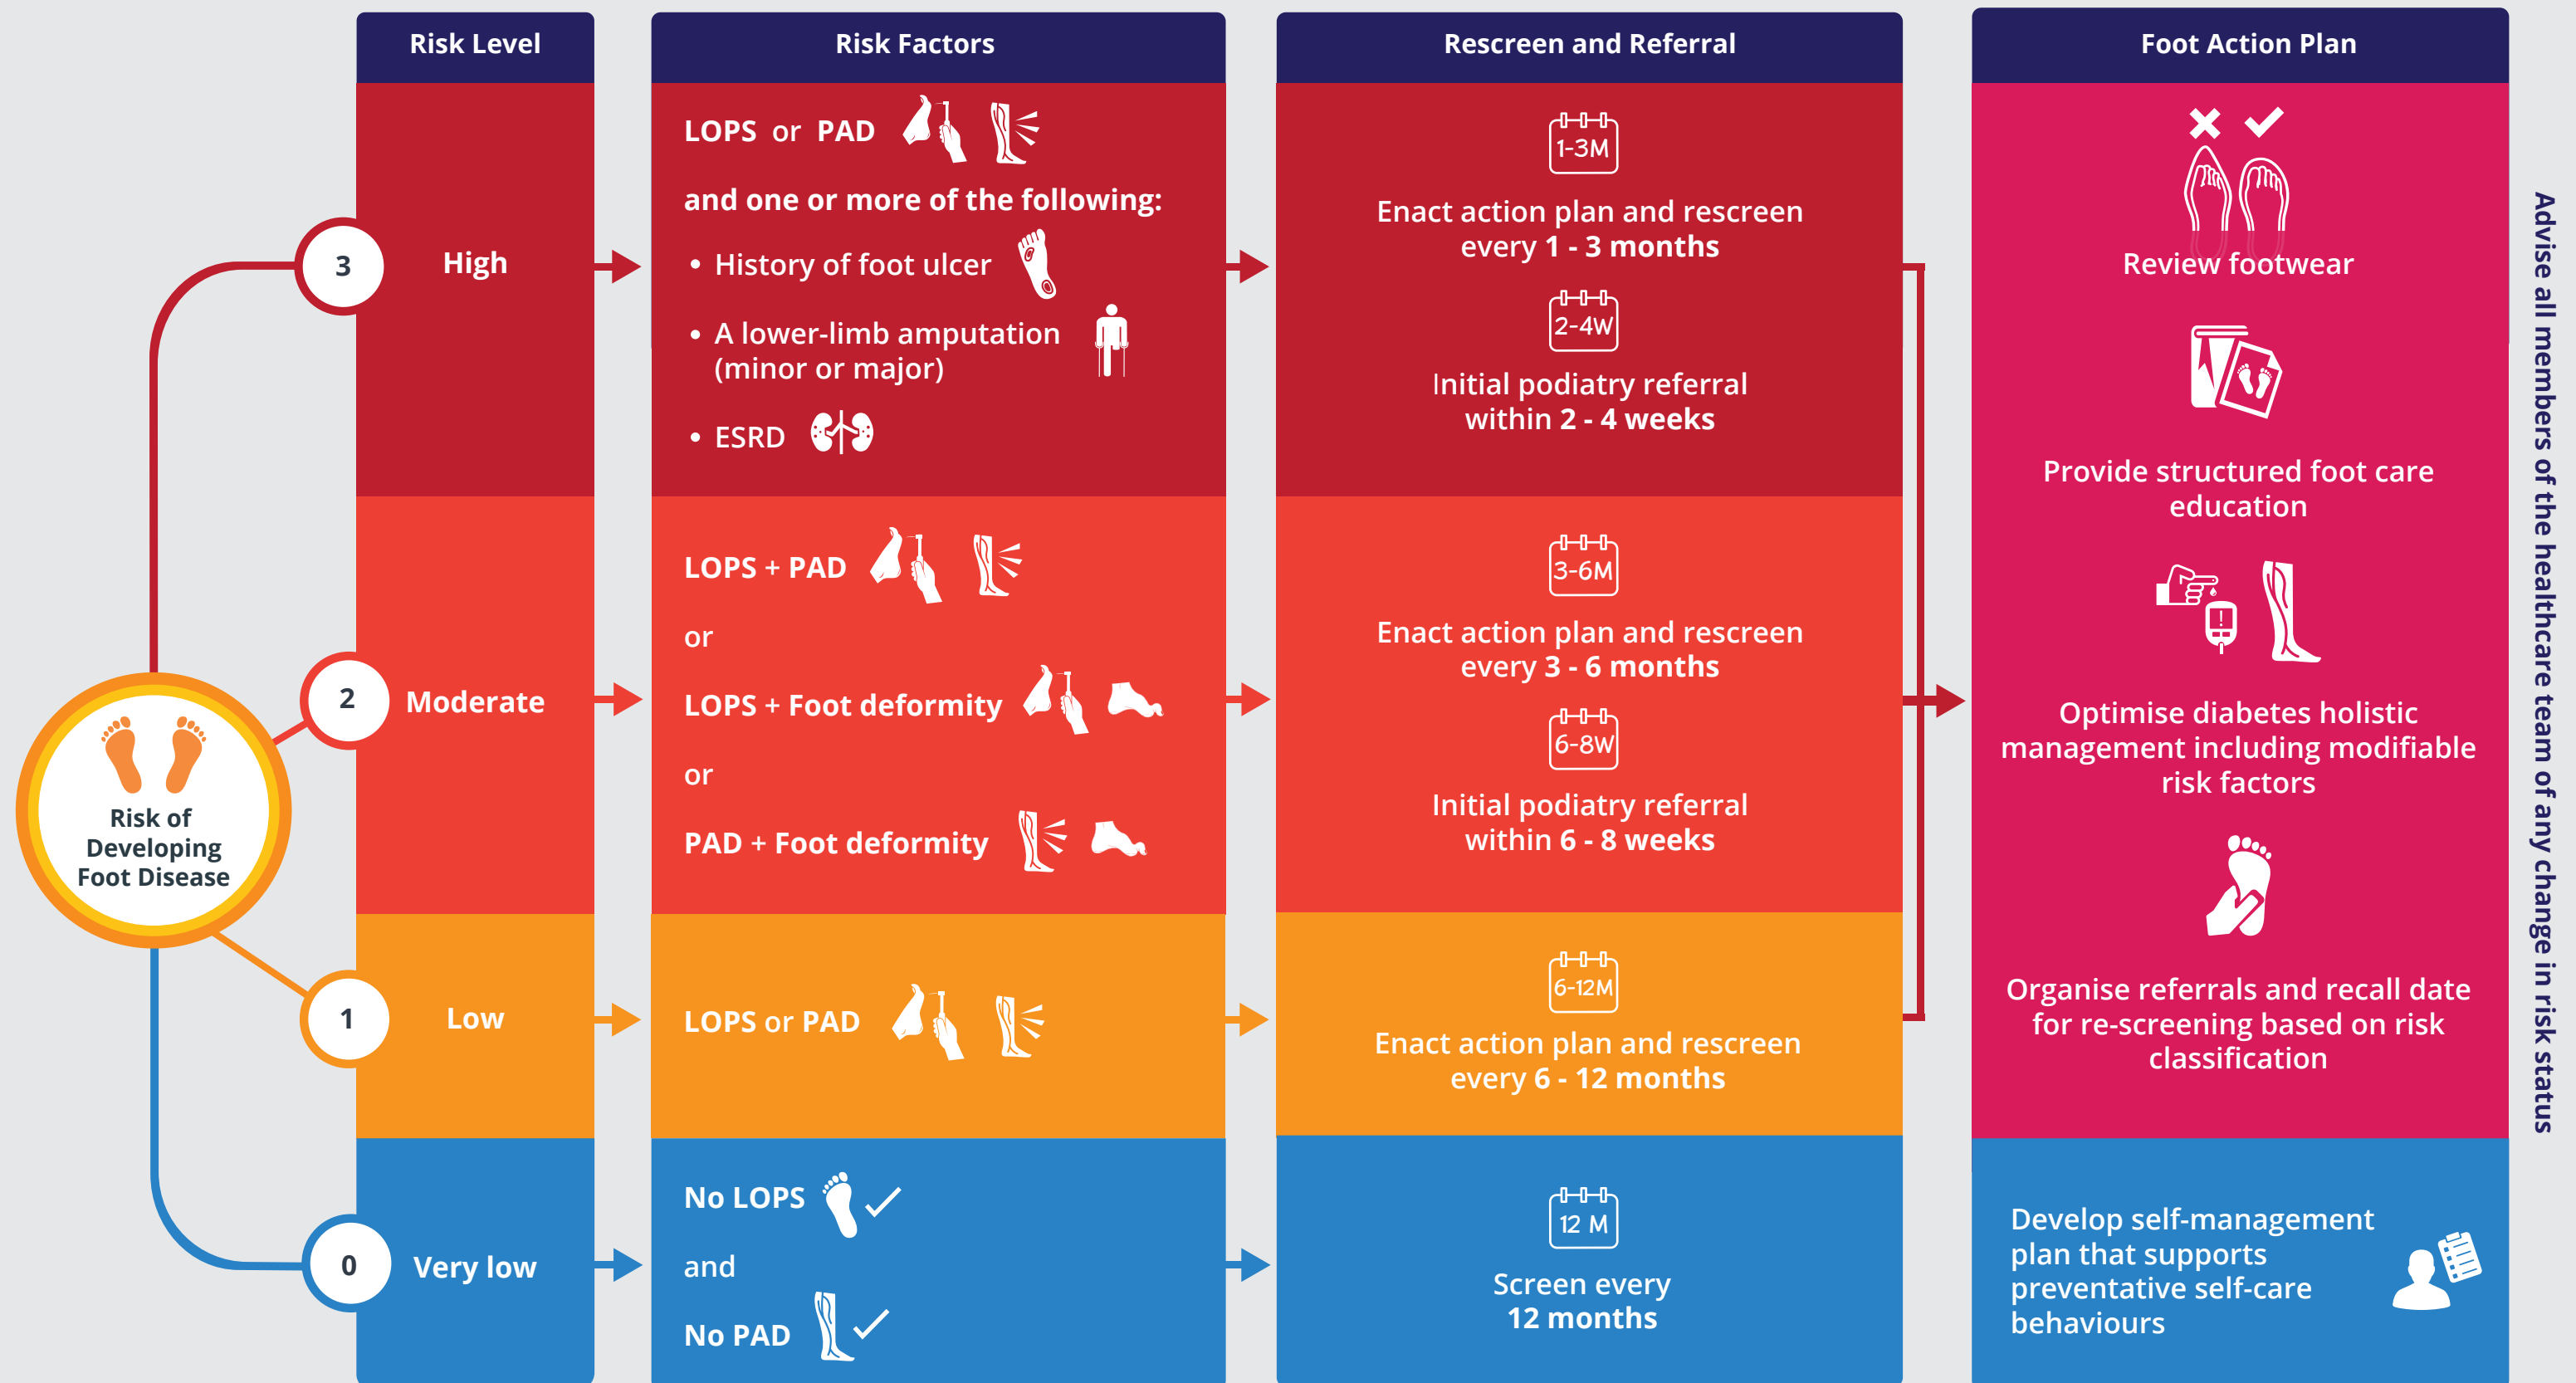 Risk of
Developing
Foot Disease
Risk Level
3
High
2
Moderate
1
Low
0
Very low
Risk Factors
LOPS or PAD
and one or more of the following:
• History of foot ulcer
• A lower-limb amputation
(minor or major)
• ESRD
LOPS + PAD
or
LOPS + Foot deformity
or
PAD + Foot deformity
LOPS or PAD
No LOPS
and
No PAD
Rescreen and Referral
1-3M
Enact action plan and rescreen
every 1 - 3 months
2-4W
Initial podiatry referral
within 2 - 4 weeks
3-6M
Enact action plan and rescreen
every 3 - 6 months
6-8W
Initial podiatry referral
within 6 - 8 weeks
6-12M
Enact action plan and rescreen
every 6 - 12 months
12 M
Screen every
12 months
Foot Action Plan
Review footwear
Provide structured foot care
education
Optimise diabetes holistic
management including modifiable
risk factors
Organise referrals and recall date
for re-screening based on risk
classification
Develop self-management
plan that supports
preventative self-care
behaviours
Advise all members of the healthcare team of any change in risk status